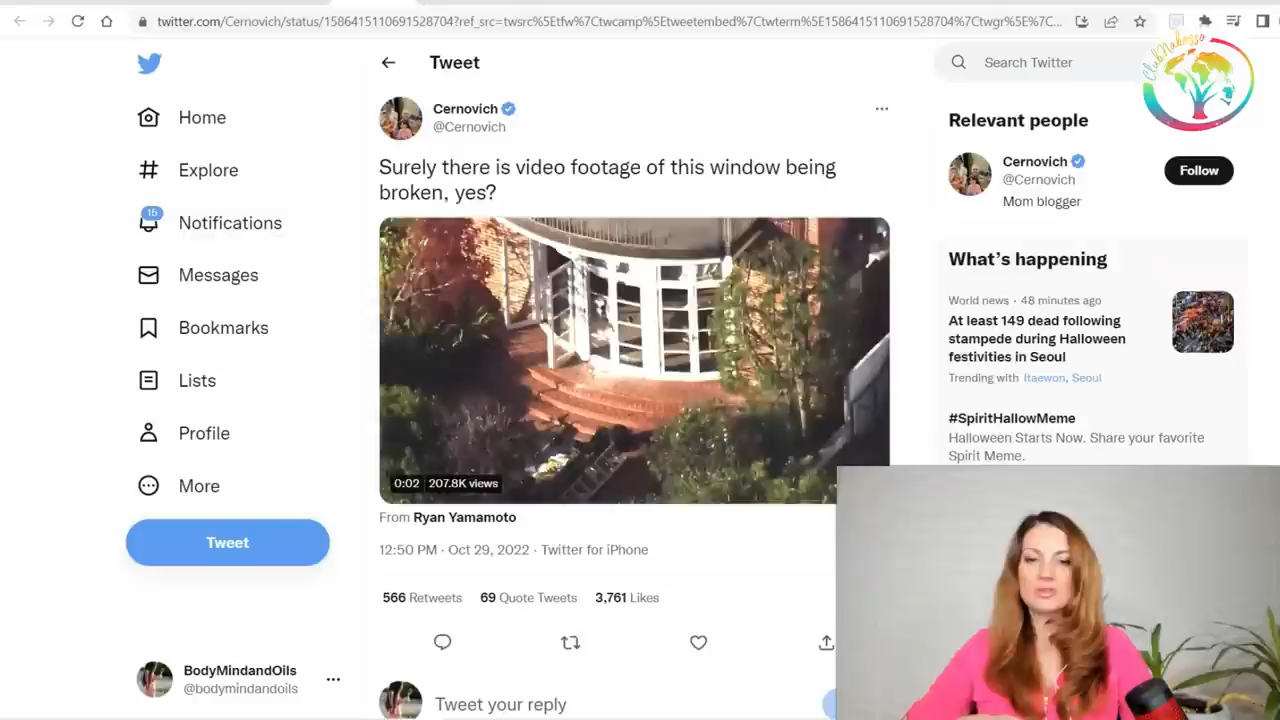 twitter.com/Cernovich/status/1586415110691528704?ref_src=twsrc%5Etfw%7Ctwcamp%5Etweetembed%7Ctwterm%5E1586415110691528704%7Ctwgr%5E%7C...
Home
Explore
15
Notifications
Messages
Bookmarks
Lists
Profile
More
Tweet
BodyMindandOils
@bodymindandoils
Tweet
Cernovich
@Cernovich
Surely there is video footage of this window being
broken, yes?
0:02 207.8K views
From Ryan Yamamoto
12:50 PM · Oct 29, 2022 · Twitter for iPhone
566 Retweets 69 Quote Tweets 3,761 Likes
Tweet your reply
Search Twitter
ClubNakosso
Relevant people
Cernovich
@Cernovich
Follow
Mom blogger
What's happening
World news · 48 minutes ago
At least 149 dead following
stampede during Halloween
festivities in Seoul
Trending with Itaewon, Seoul
#SpiritHallowMeme
Halloween Starts Now. Share your favorite
Spirit Meme.